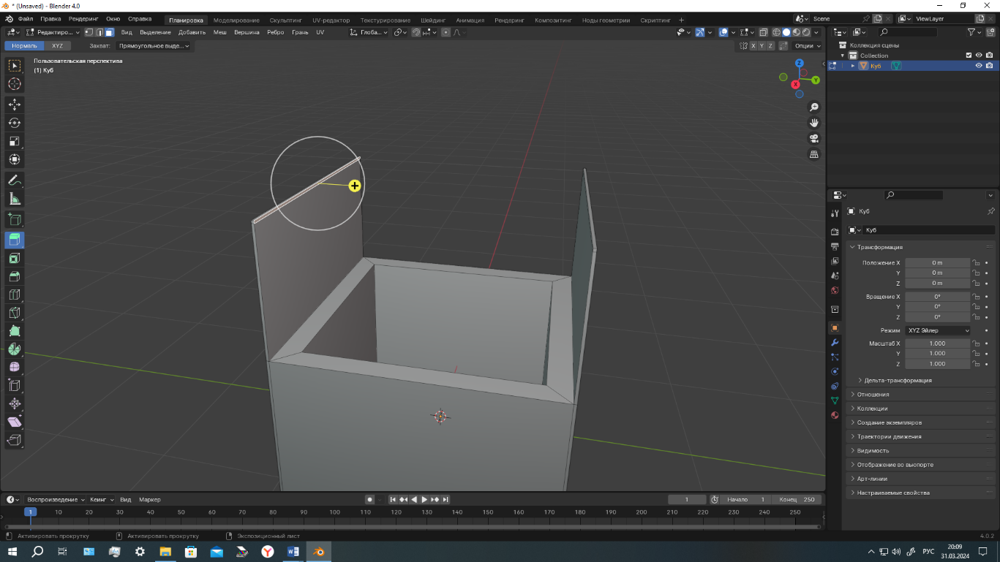 * (Unsaved) - Blender 4.0
Файл Правка Рендеринг Окно Справка
Планировка Моделирование Скульптинг UV-редактор Текстурирование Шейдинг Анимация Рендеринг Композитинг Ноды геометрии Скриптинг +
Scene ViewLayer
Редактиро... Вид Выделение Добавить Меш Вершина Ребро Грань UV Глоба...
Нормаль XYZ Захват: Прямоугольное выде... X Y Z Опции
Пользовательская перспектива
(1) Куб
Z
Y
X
Коллекция сцены
Collection
Куб
Куб
Куб
Трансформация
Положение X 0 m
Y 0 m
Z 0 m
Вращение X 0°
Y 0°
Z 0°
Режим XYZ Эйлер
Масштаб X 1.000
Y 1.000
Z 1.000
Дельта-трансформация
Отношения
Коллекции
Создание экземпляров
Траектории движения
Видимость
Отображение во вьюпорте
Арт-линии
Настраиваемые свойства
Воспроизведение Кеинг Вид Маркер 1 Начало 1 Конец 250
1 10 20 30 40 50 60 70 80 90 100 110 120 130 140 150 160 170 180 190 200 210 220 230 240 250
Активировать прокрутку Активировать прокрутку Экспозиционный лист 4.0.2
РУС 20:09
31.03.2024